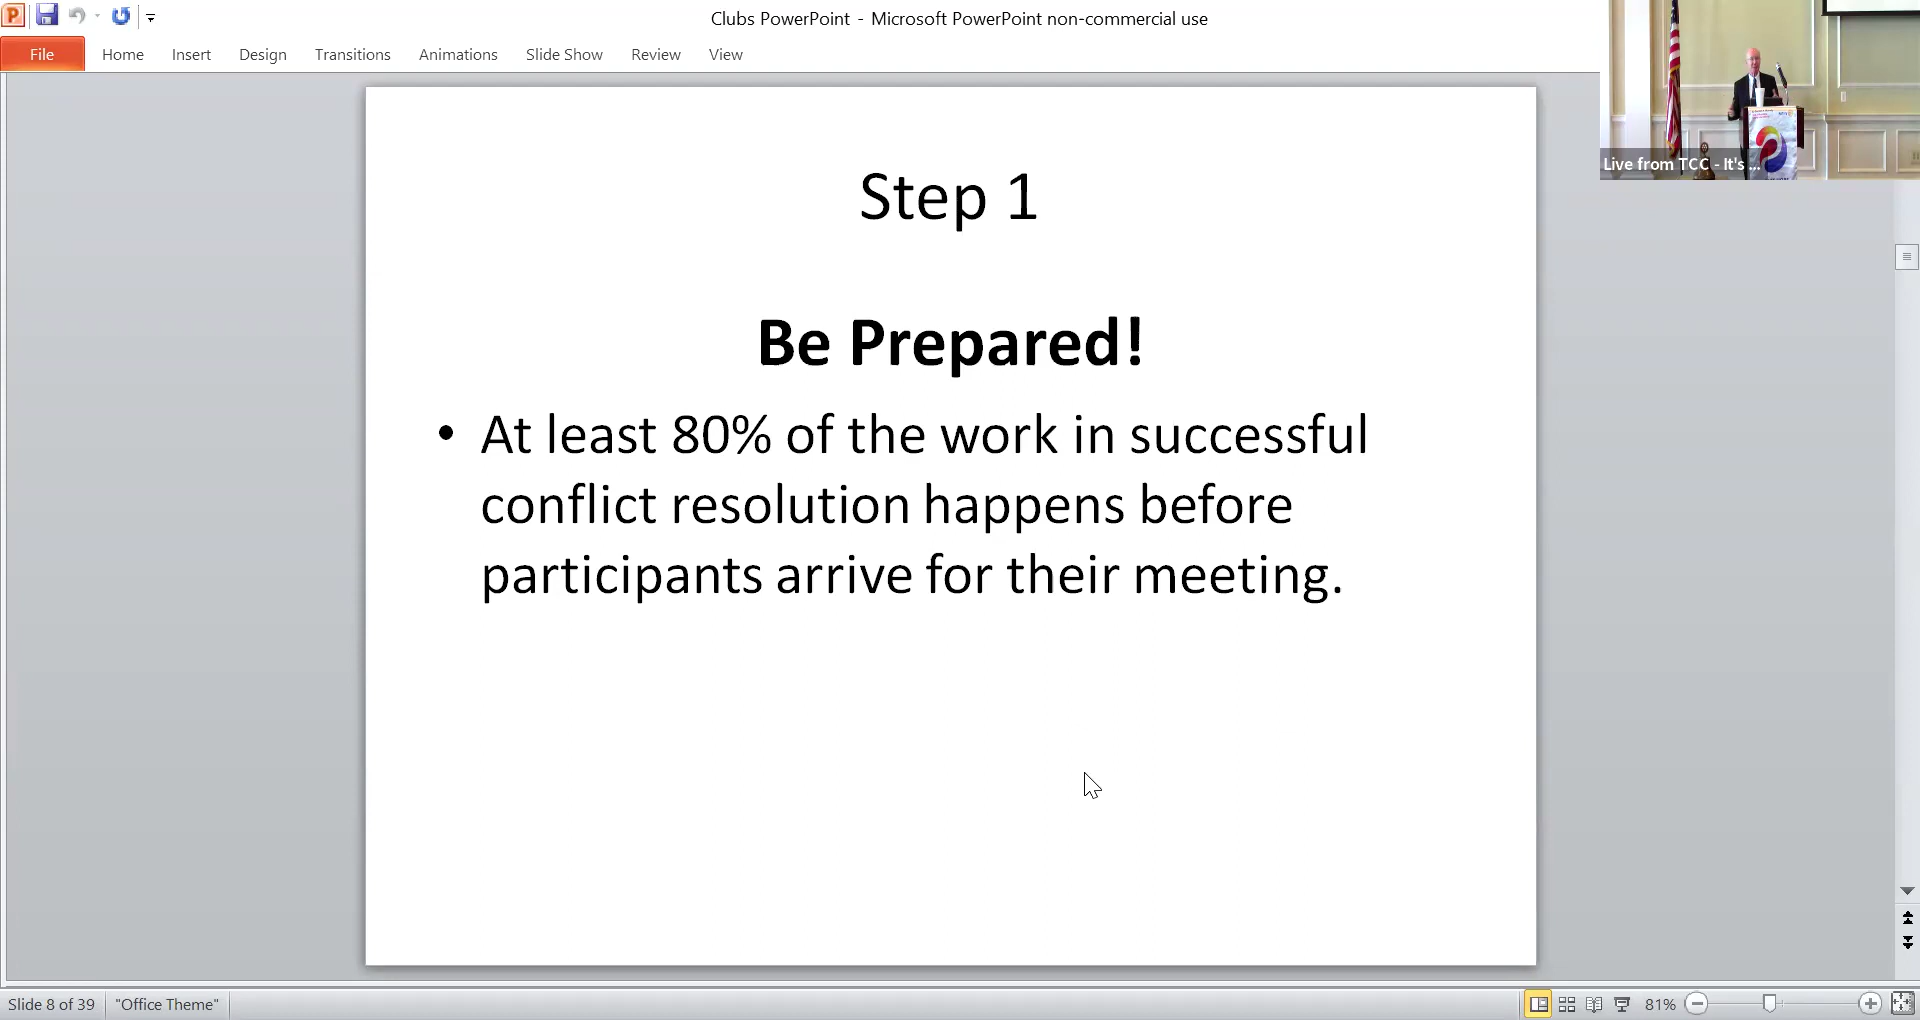 Clubs PowerPoint - Microsoft PowerPoint non-commercial use
File Home Insert Design Transitions Animations Slide Show Review View
Live from TCC - It's ...
Step 1
Be Prepared!
• At least 80% of the work in successful
conflict resolution happens before
participants arrive for their meeting.
Slide 8 of 39 "Office Theme" 81%